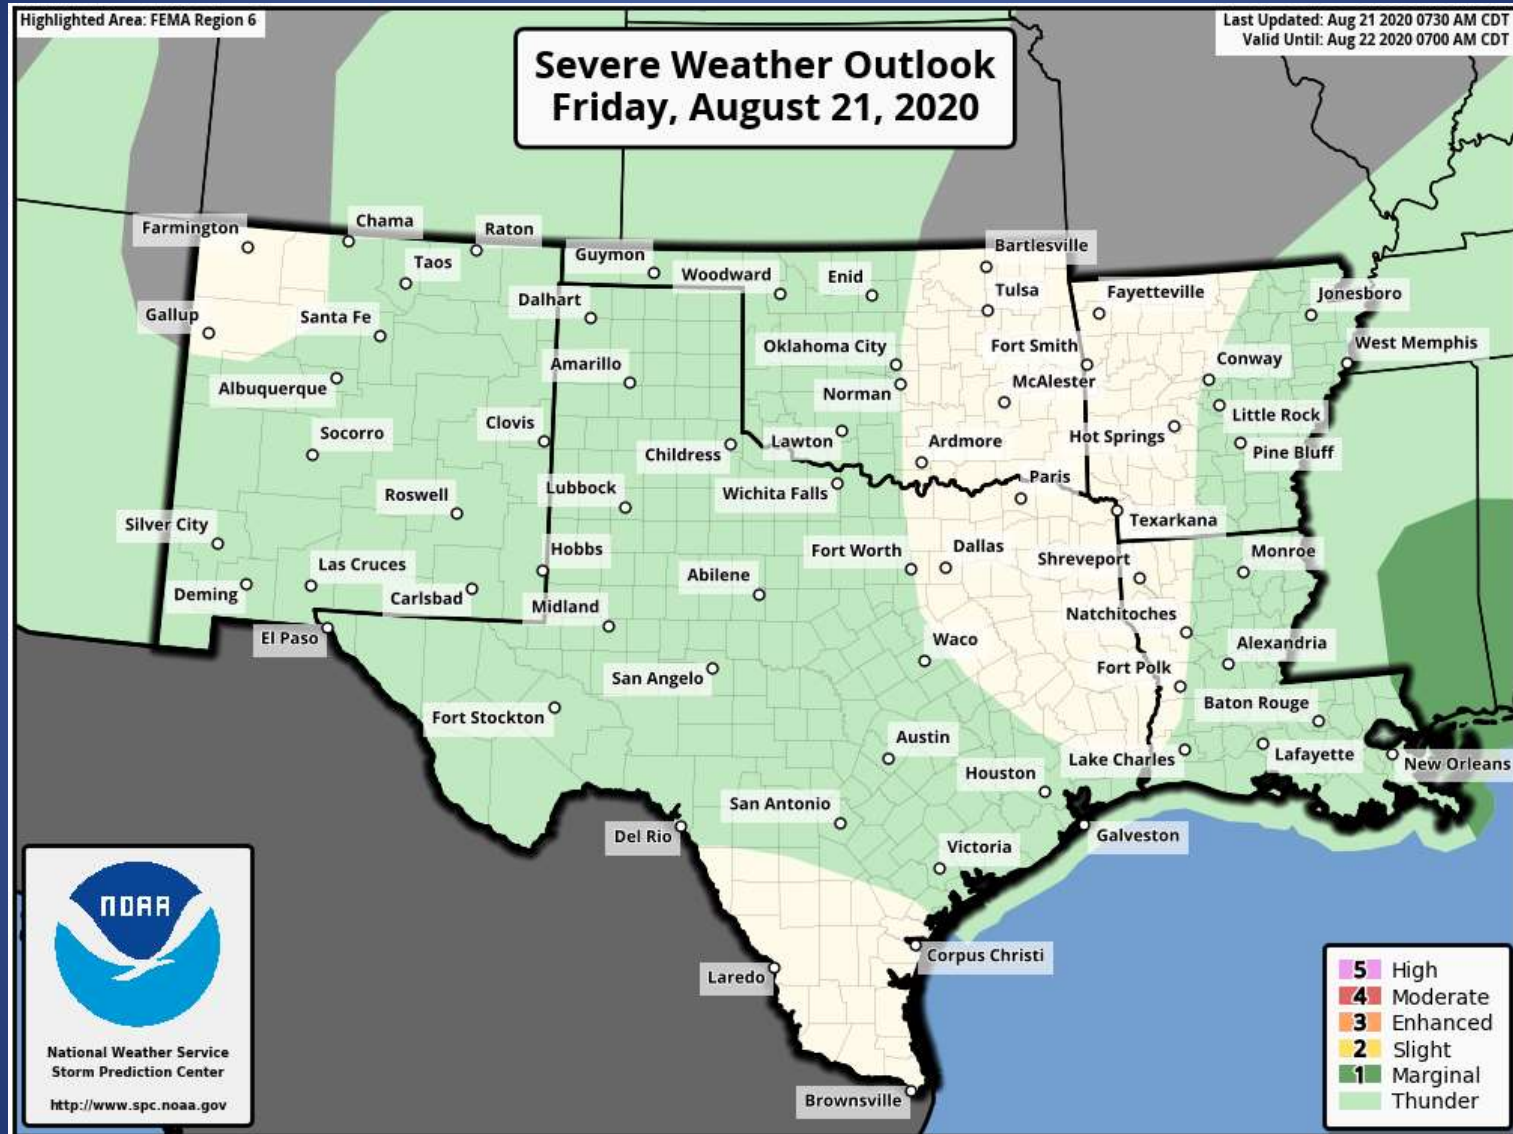 Highlighted Area: FEMA Region 6
Last Updated: Aug 21 2020 0730 AM CDT
Valid Until: Aug 22 2020 0700 AM CDT
Severe Weather Outlook
Friday, August 21, 2020
Farmington
Chama
Raton
Taos
Guymon
Woodward
Enid
Bartlesville
Tulsa
Fayetteville
Jonesboro
Gallup
Santa Fe
Dalhart
Oklahoma City
Fort Smith
West Memphis
Conway
Albuquerque
Amarillo
Norman
McAlester
Little Rock
Socorro
Clovis
Childress
Lawton
Ardmore
Hot Springs
Pine Bluff
Roswell
Lubbock
Wichita Falls
Paris
Texarkana
Silver City
Las Cruces
Hobbs
Abilene
Fort Worth
Dallas
Shreveport
Monroe
Deming
Carlsbad
Midland
Natchitoches
El Paso
Waco
Alexandria
San Angelo
Fort Polk
Fort Stockton
Baton Rouge
Austin
Houston
Lake Charles
Lafayette
New Orleans
San Antonio
Del Rio
Victoria
Galveston
Corpus Christi
Laredo
Brownsville
NOAA
National Weather Service
Storm Prediction Center
http://www.spc.noaa.gov
5 High
4 Moderate
3 Enhanced
2 Slight
1 Marginal
Thunder